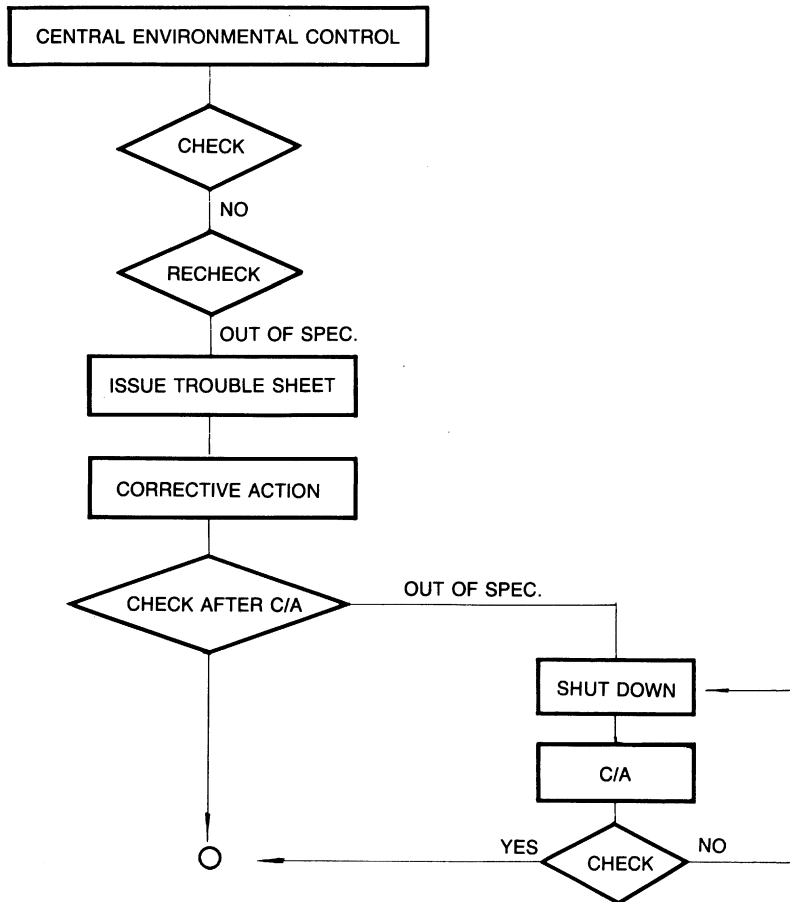 CENTRAL ENVIRONMENTAL CONTROL
CHECK
NO
RECHECK
OUT OF SPEC.
ISSUE TROUBLE SHEET
CORRECTIVE ACTION
CHECK AFTER C/A
OUT OF SPEC.
SHUT DOWN
C/A
YES
CHECK
NO